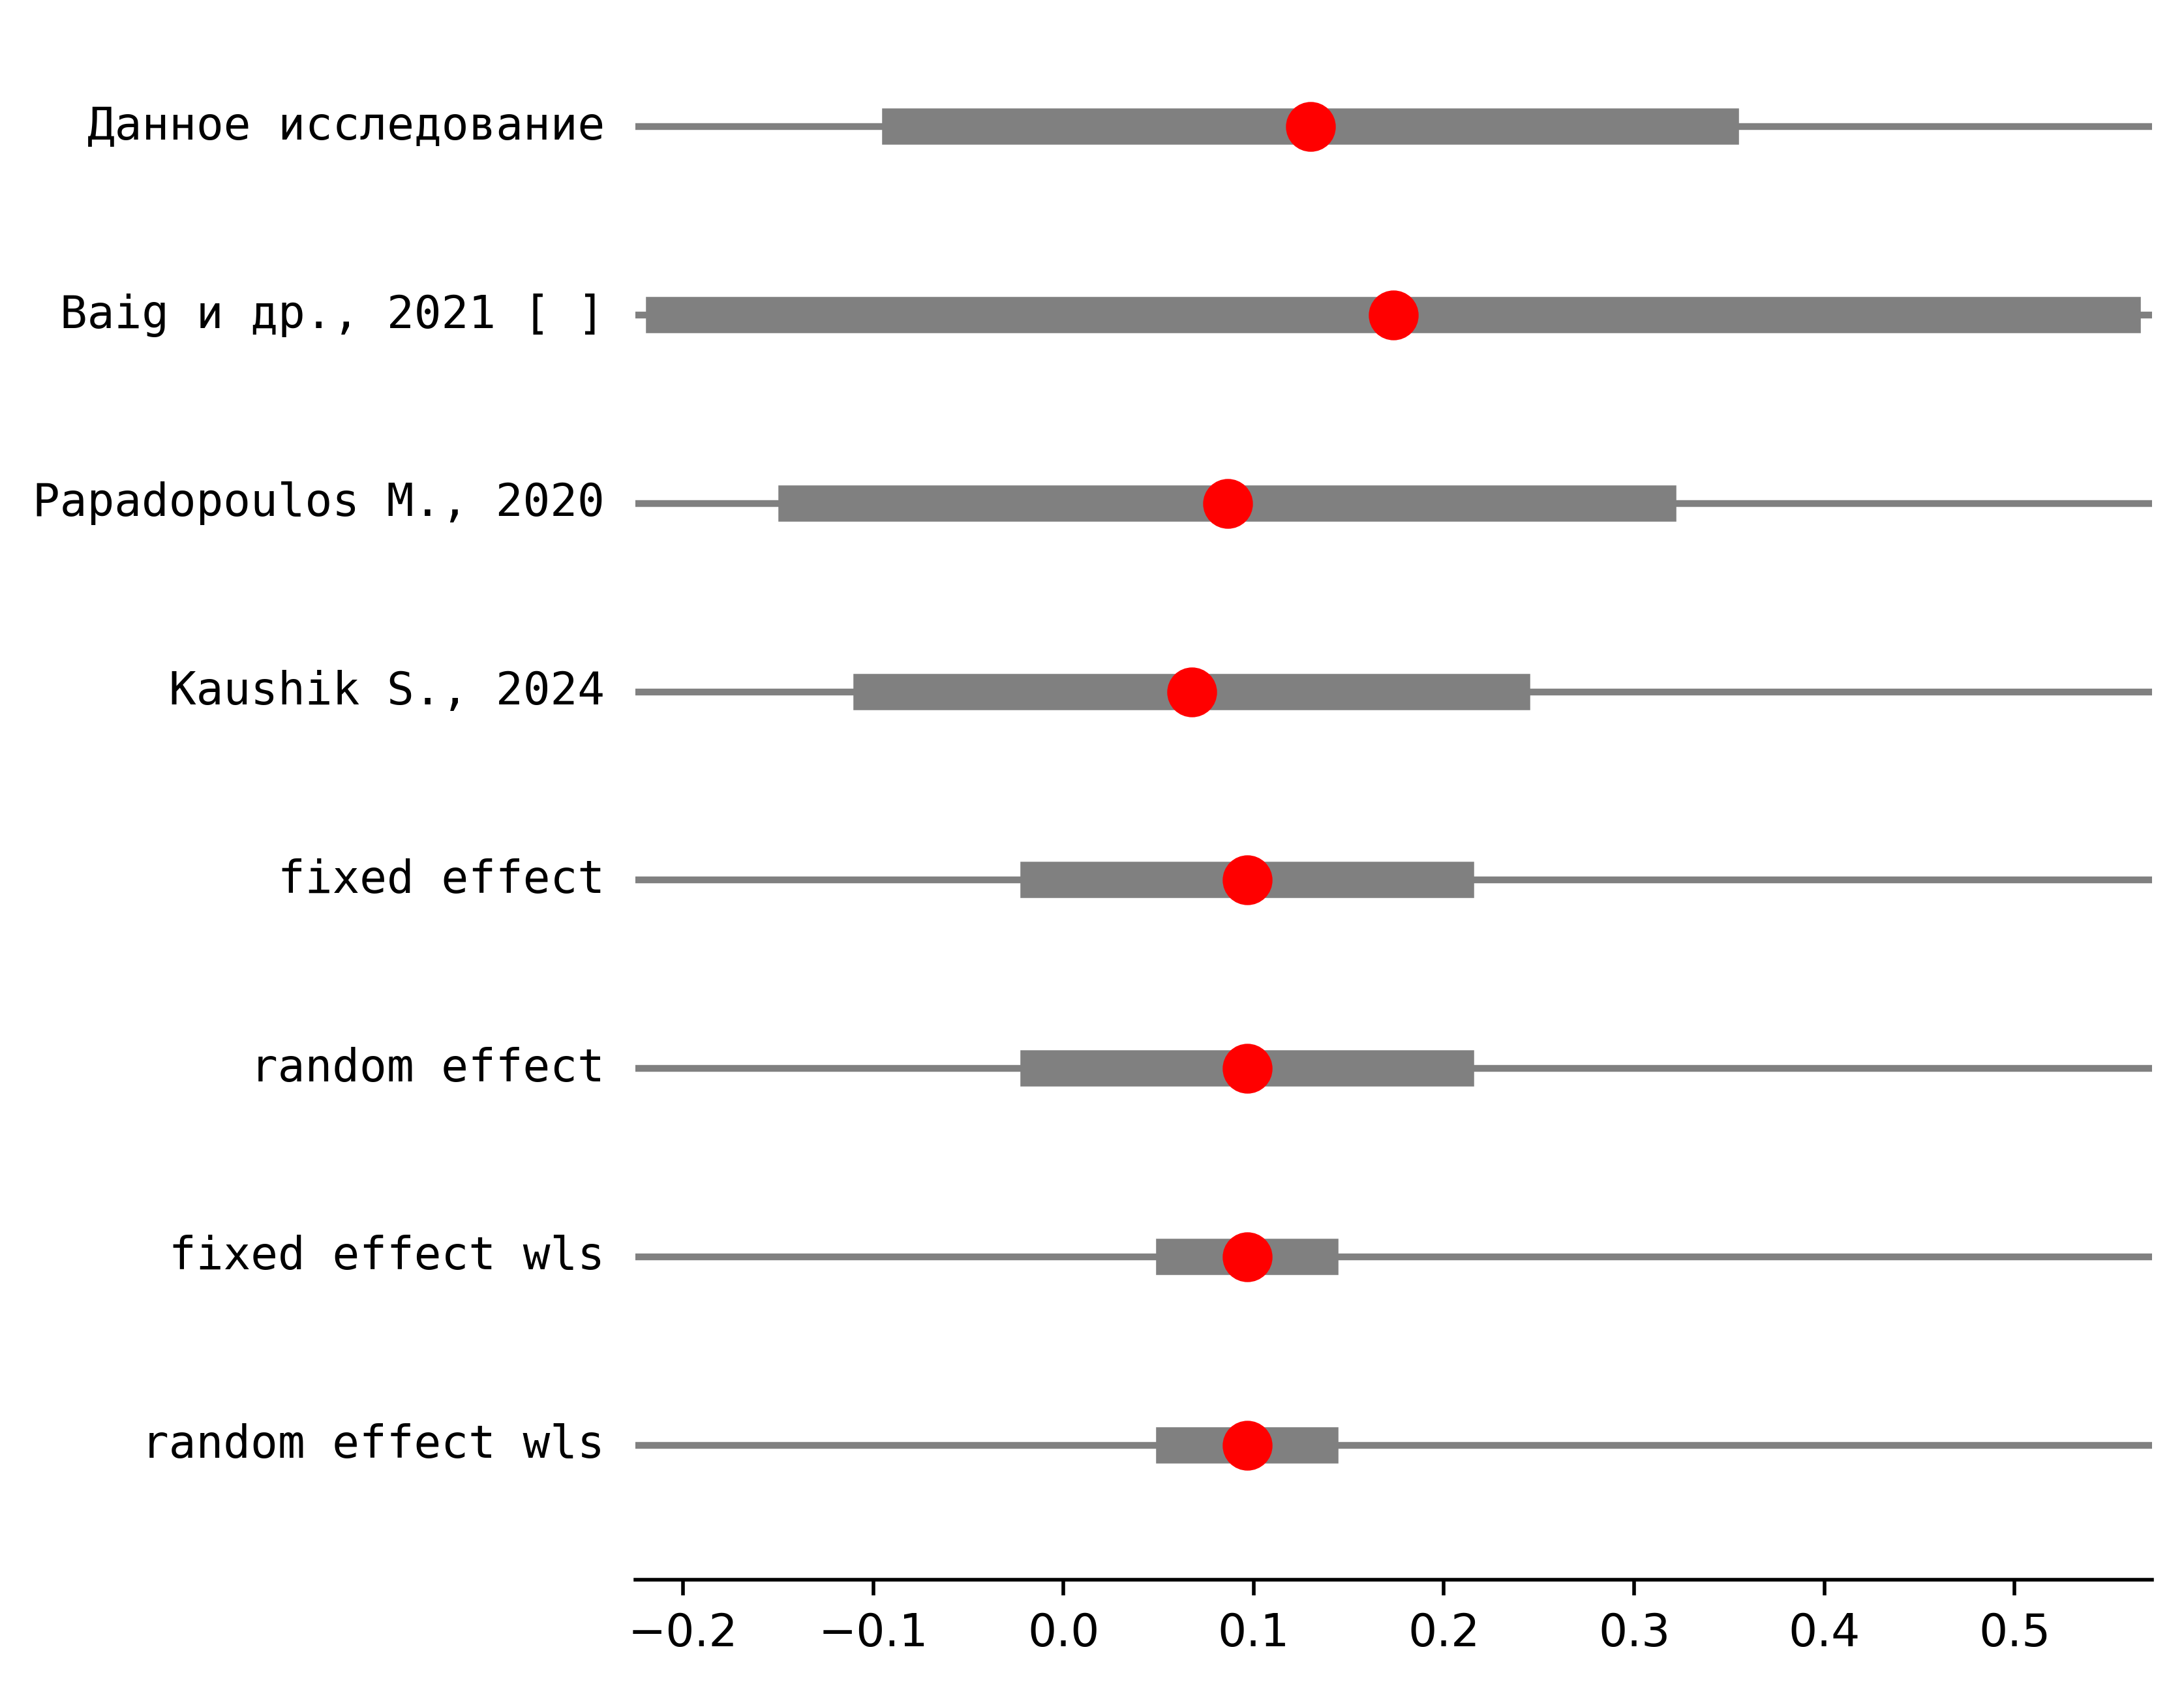 Данное исследование
Baig и др., 2021 [ ]
Papadopoulos M., 2020
Kaushik S., 2024
fixed effect
random effect
fixed effect wls
random effect wls
−0.2 −0.1 0.0 0.1 0.2 0.3 0.4 0.5